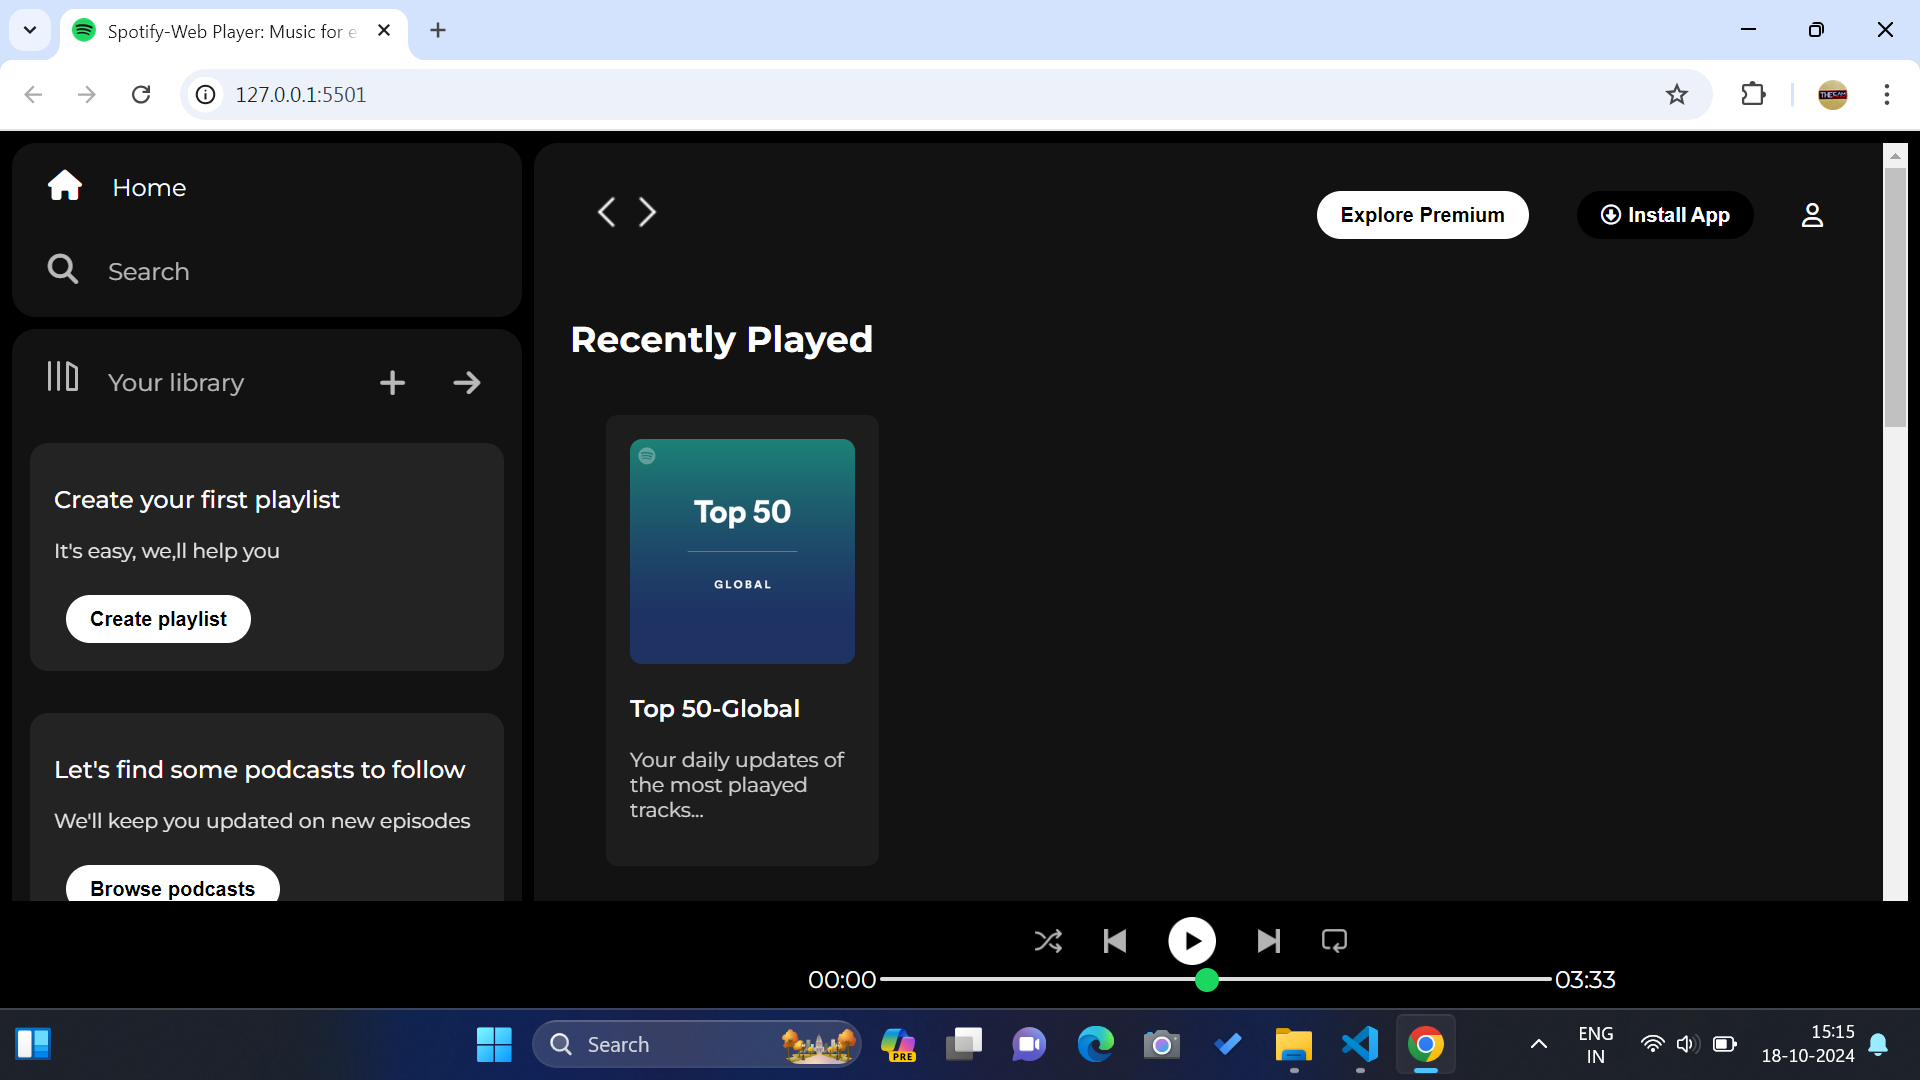 Spotify-Web Player: Music for e
127.0.0.1:5501
Home
Search
Your library
Create your first playlist
It's easy, we,ll help you
Create playlist
Let's find some podcasts to follow
We'll keep you updated on new episodes
Browse podcasts
Explore Premium
Install App
Recently Played
Top 50
GLOBAL
Top 50-Global
Your daily updates of
the most plaayed
tracks...
00:00
03:33
Search
PRE
ENG
IN
15:15
18-10-2024